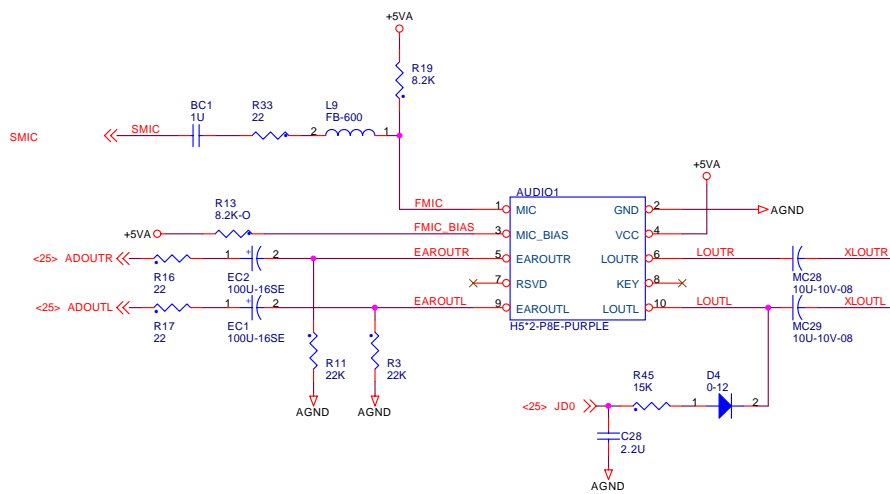 +5VA
R19
8.2K
BC1
1U
R33
22
L9
FB-600
SMIC
SMIC
2
1
+5VA
R13
8.2K-O
FMIC
1
AUDIO1
MIC
GND
2
AGND
+5VA
FMIC_BIAS
3
MIC_BIAS
VCC
4
<25> ADOUTR
1
2
EAROUTR
5
EAROUTR
LOUTR
6
LOUTR
XLOUTR
R16
22
EC2
100U-16SE
7
RSVD
KEY
8
MC28
10U-10V-08
<25> ADOUTL
1
2
EAROUTL
9
EAROUTL
LOUTL
10
LOUTL
XLOUTL
R17
22
EC1
100U-16SE
H5*2-P8E-PURPLE
MC29
10U-10V-08
R11
22K
R3
22K
AGND
AGND
R45
15K
D4
0-12
<25> JD0
1
2
C28
2.2U
AGND